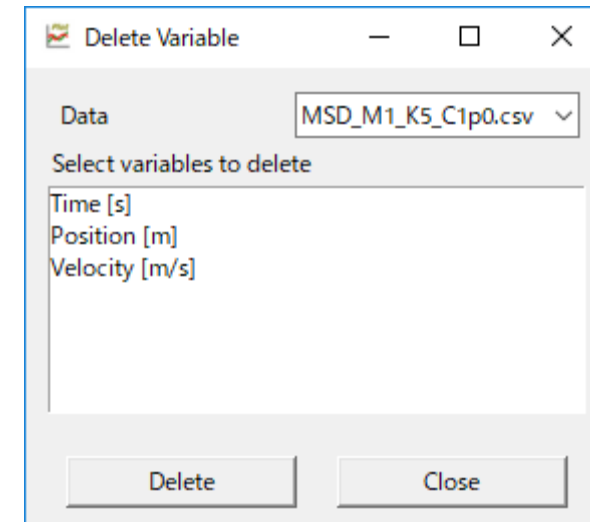 Delete Variable
Data MSD_M1_K5_C1p0.csv
Select variables to delete
Time [s]
Position [m]
Velocity [m/s]
Delete Close